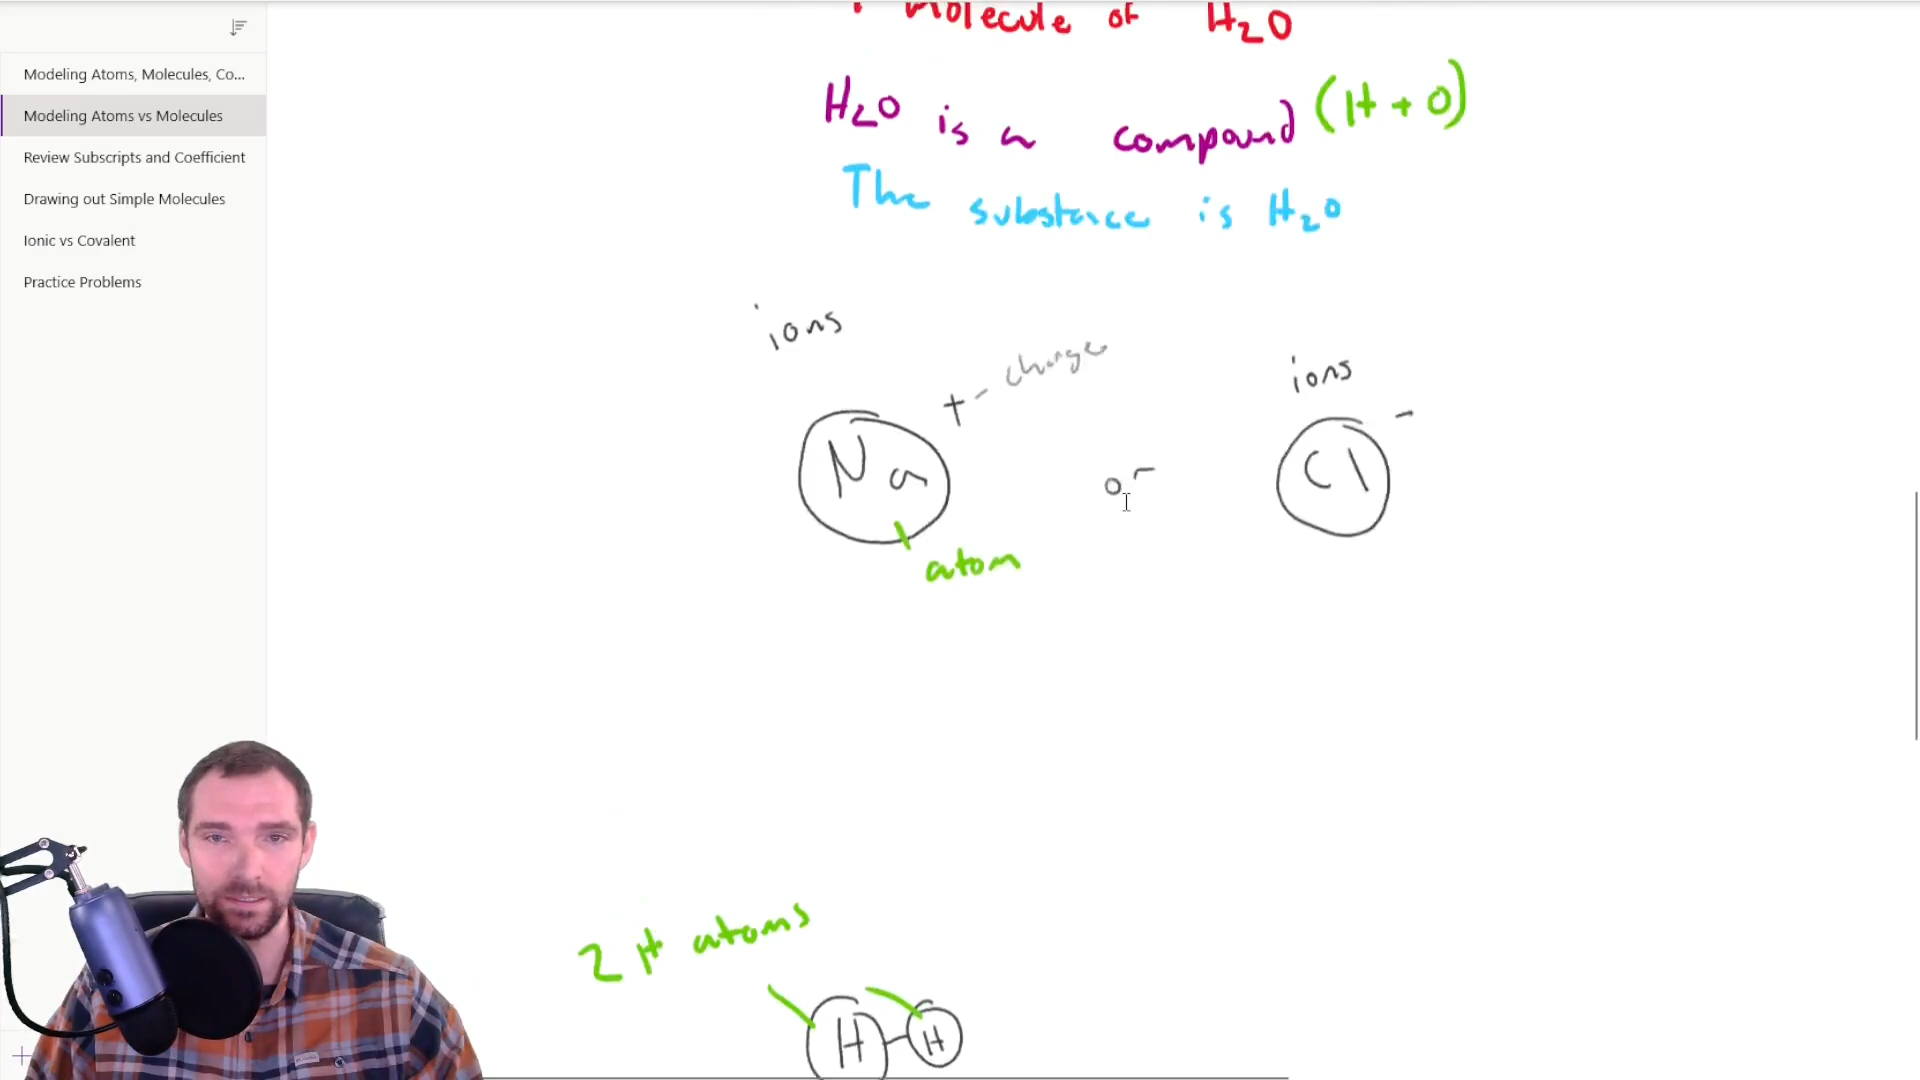 Modeling Atoms, Molecules, Co...
Modeling Atoms vs Molecules
Review Subscripts and Coefficient
Drawing out Simple Molecules
Ionic vs Covalent
Practice Problems
molecule of H2O
H2O is a compound (H + O)
The substance is H2O
ions
+ - charge
ions
-
Na
or
Cl
atom
2 H atoms
H - H